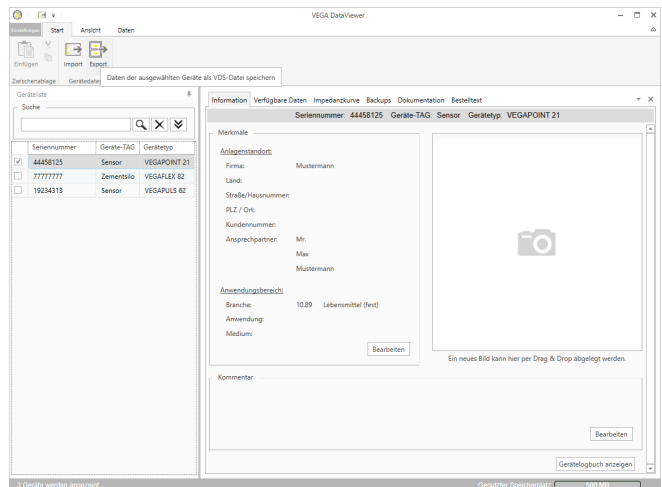 VEGA DataViewer
Einstellungen Start Ansicht Daten
Einfügen Import Export
Zwischenablage Gerätedate
Daten der ausgewählten Geräte als VDS-Datei speichern
Geräteliste
Suche
Seriennummer Geräte-TAG Gerätetyp
44458125 Sensor VEGAPOINT 21
77777777 Zementsilo VEGAFLEX 82
19234313 Sensor VEGAPULS 62
Information Verfügbare Daten Impedanzkurve Backups Dokumentation Bestelltext
Seriennummer: 44458125 Geräte-TAG: Sensor Gerätetyp: VEGAPOINT 21
Merkmale
Anlagenstandort:
Firma: Mustermann
Land:
Straße/Hausnummer:
PLZ / Ort:
Kundennummer:
Ansprechpartner: Mr.
Max
Mustermann
Anwendungsbereich:
Branche: 10.89 Lebensmittel (fest)
Anwendung:
Medium:
Bearbeiten
Ein neues Bild kann hier per Drag & Drop abgelegt werden.
Kommentar
Bearbeiten
Gerätelogbuch anzeigen
3 Geräte werden angezeigt Genutzter Speicherplatz: 500 MB